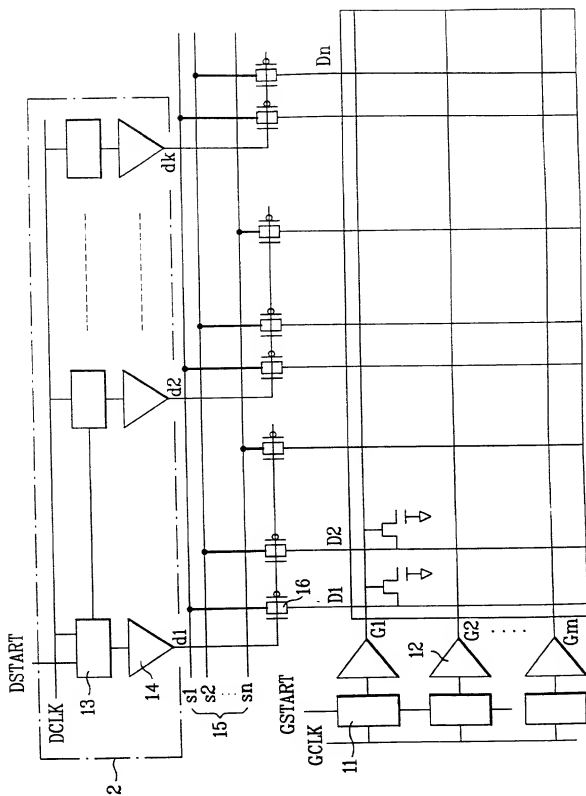 DSTART
DCLK
13
14
2
d1
d2
dk
s1
s2
sn
15
16
D1
D2
Dn
GSTART
GCLK
11
12
G1
G2
Gm